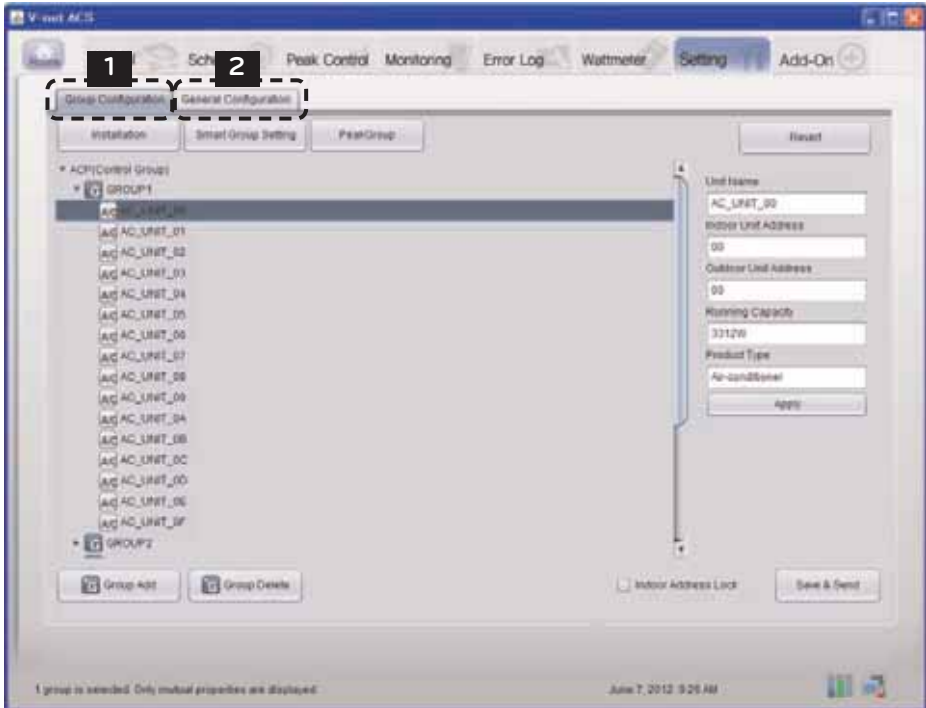 V-net ACS
1
2
Peak Control
Monitoring
Error Log
Wattmeter
Setting
Add-On
Group Configuration
General Configuration
Installation
Smart Group Setting
PeakGroup
Revert
ACP(Control Group)
GROUP1
AC_UNIT_01
AC_UNIT_02
AC_UNIT_03
AC_UNIT_04
AC_UNIT_05
AC_UNIT_06
AC_UNIT_07
AC_UNIT_08
AC_UNIT_09
AC_UNIT_0A
AC_UNIT_0B
AC_UNIT_0C
AC_UNIT_0D
AC_UNIT_0E
AC_UNIT_0F
GROUP2
Unit Name
AC_UNIT_00
Indoor Unit Address
00
Outdoor Unit Address
00
Running Capacity
3312W
Product Type
Air-conditioner
Apply
Group Add
Group Delete
Indoor Address Lock
Save & Send
1 group is selected. Only mutual properties are displayed.
June 7, 2012 9:26 AM